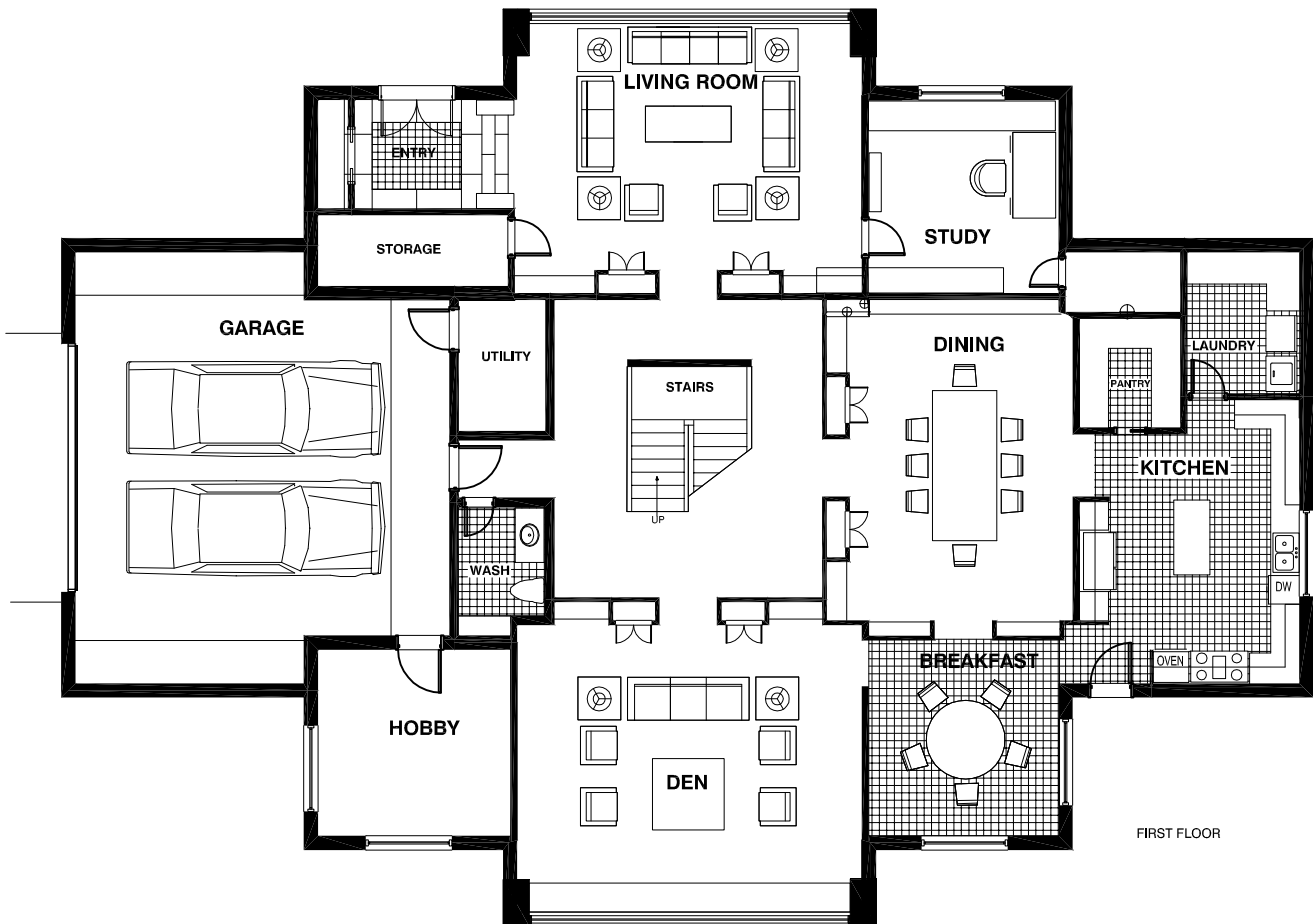 LIVING ROOM
ENTRY
STORAGE
STUDY
GARAGE
UTILITY
DINING
LAUNDRY
STAIRS
PANTRY
KITCHEN
UP
WASH
DW
BREAKFAST
OVEN
HOBBY
DEN
FIRST FLOOR